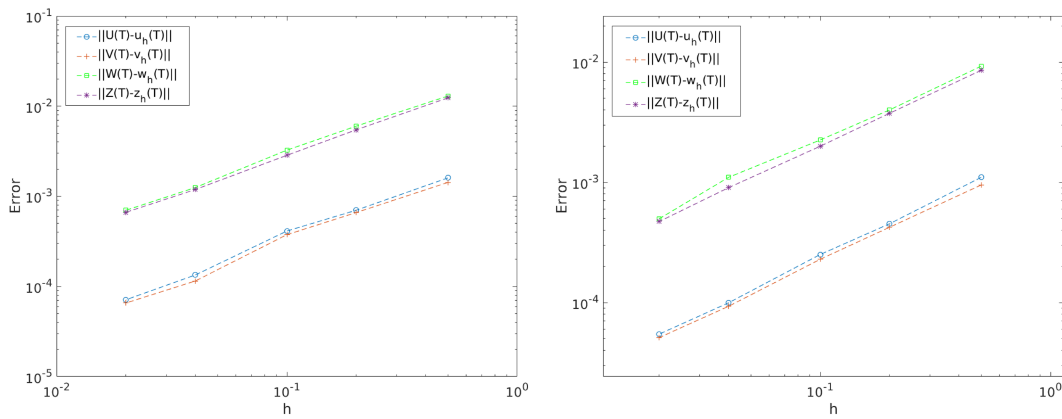 10^-1
10^-2
10^-3
10^-4
10^-5
Error
||U(T)-u_h(T)||
||V(T)-v_h(T)||
||W(T)-w_h(T)||
||Z(T)-z_h(T)||
10^-2
10^-1
10^0
h
10^-2
10^-3
10^-4
Error
||U(T)-u_h(T)||
||V(T)-v_h(T)||
||W(T)-w_h(T)||
||Z(T)-z_h(T)||
10^-1
10^0
h